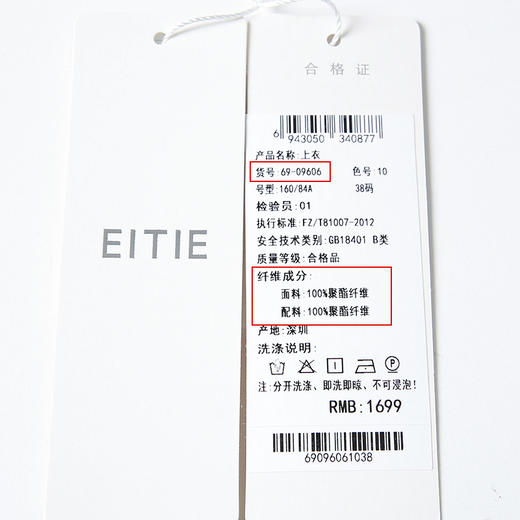 EITIE
合格证
6 943050 340877
产品名称:上衣
货号:69-09606 色号:10
号型:160/84A 38码
检验员:01
执行标准:FZ/T81007-2012
安全技术类别:GB18401 B类
质量等级:合格品
纤维成分:
面料:100%聚酯纤维
配料:100%聚酯纤维
产地:深圳
洗涤说明:
注:分开洗涤、即洗即晾、不可浸泡!
RMB:1699
69096061038